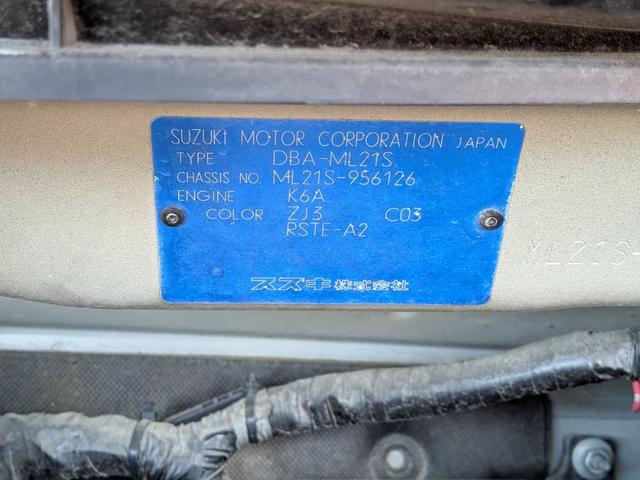 SUZUKI MOTOR CORPORATION JAPAN
TYPE DBA-ML21S
CHASSIS NO. ML21S-956126
ENGINE K6A
COLOR ZJ3 C03
RSTE-A2
スズキ株式会社
ML21S-